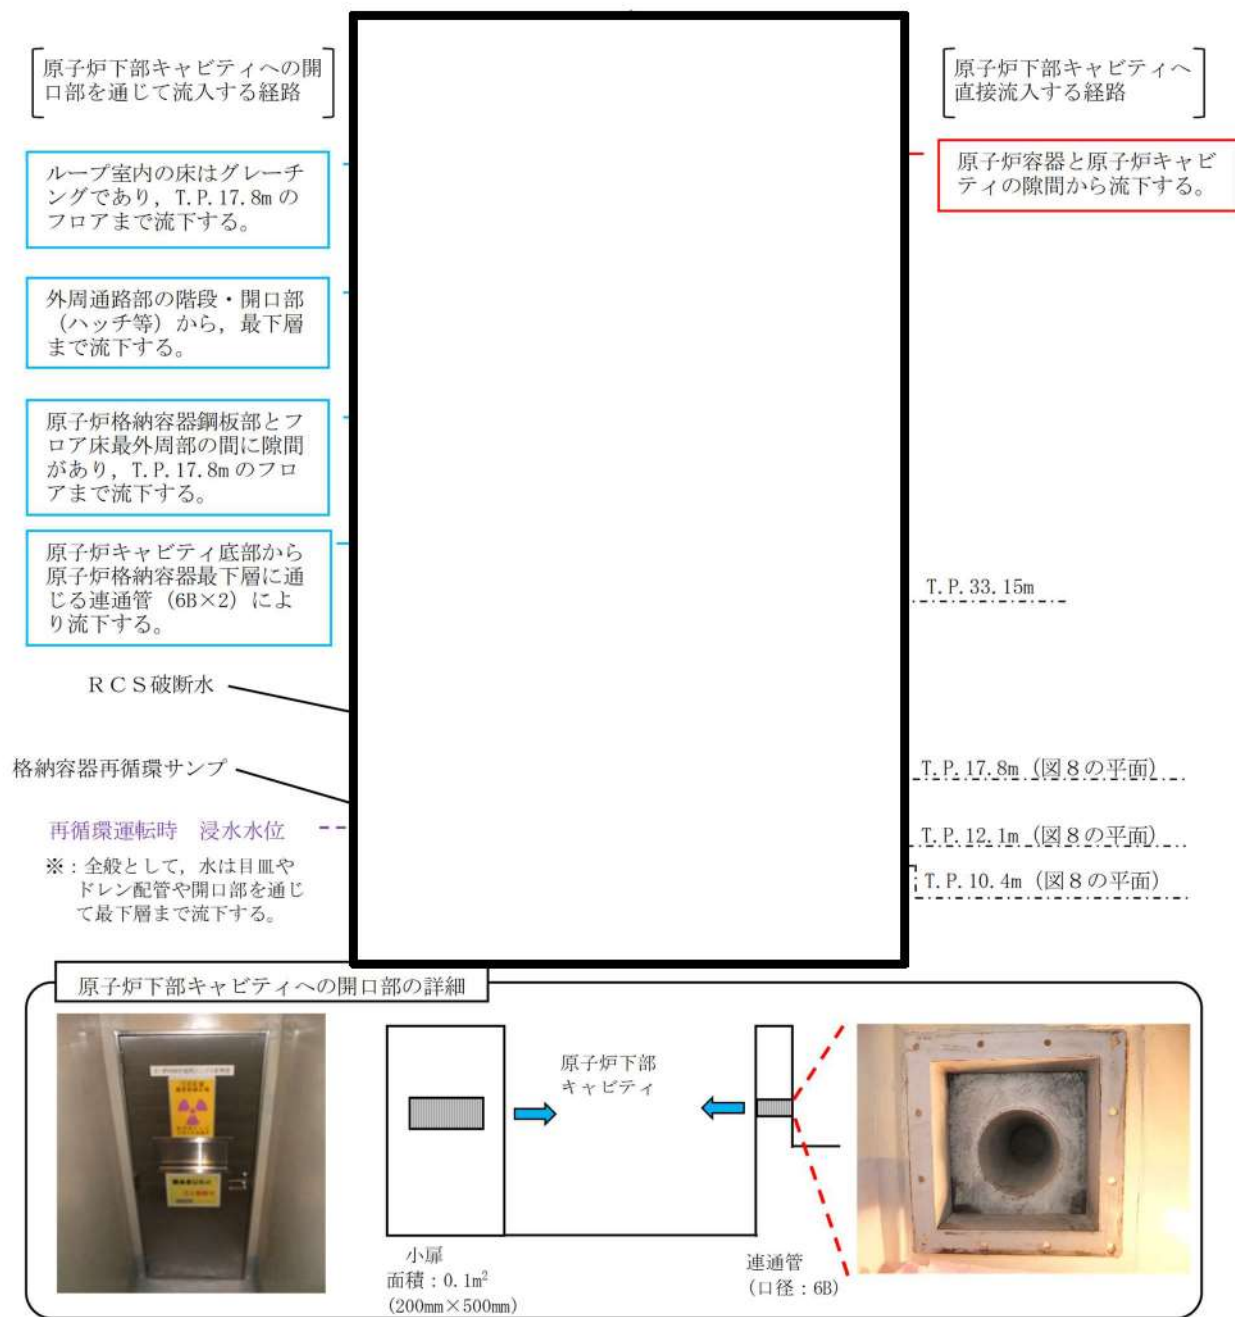 原子炉下部キャビティへの開
口部を通じて流入する経路
ループ室内の床はグレーチ
ングであり，T.P.17.8mの
フロアまで流下する。
外周通路部の階段・開口部
（ハッチ等）から，最下層
まで流下する。
原子炉格納容器鋼板部とフ
ロア床最外周部の間に隙間
があり，T.P.17.8mのフロ
アまで流下する。
原子炉キャビティ底部から
原子炉格納容器最下層に通
じる連通管（6B×2）によ
り流下する。
ＲＣＳ破断水
格納容器再循環サンプ
再循環運転時　浸水水位
※：全般として，水は目皿や
ドレン配管や開口部を通じ
て最下層まで流下する。
原子炉下部キャビティへ
直接流入する経路
原子炉容器と原子炉キャビ
ティの隙間から流下する。
T.P.33.15m
T.P.17.8m（図８の平面）
T.P.12.1m（図８の平面）
T.P.10.4m（図８の平面）
原子炉下部キャビティへの開口部の詳細
原子炉下部
キャビティ
小扉
面積：0.1m²
(200mm×500mm)
連通管
(口径：6B)